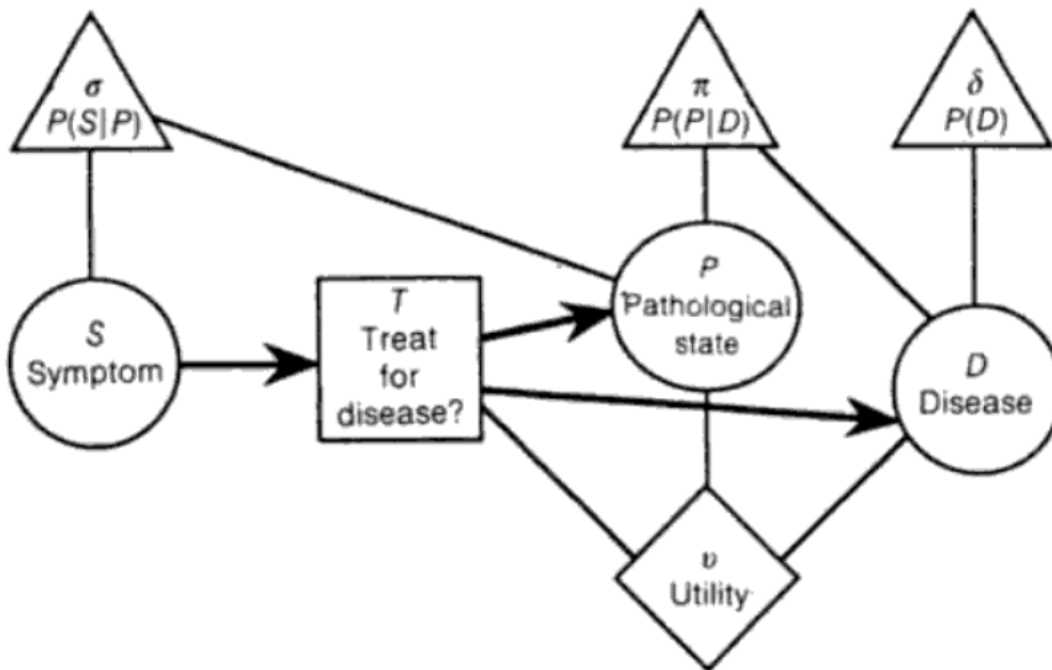 σ
P(S|P)
π
P(P|D)
δ
P(D)
S
Symptom
T
Treat
for
disease?
P
Pathological
state
D
Disease
υ
Utility